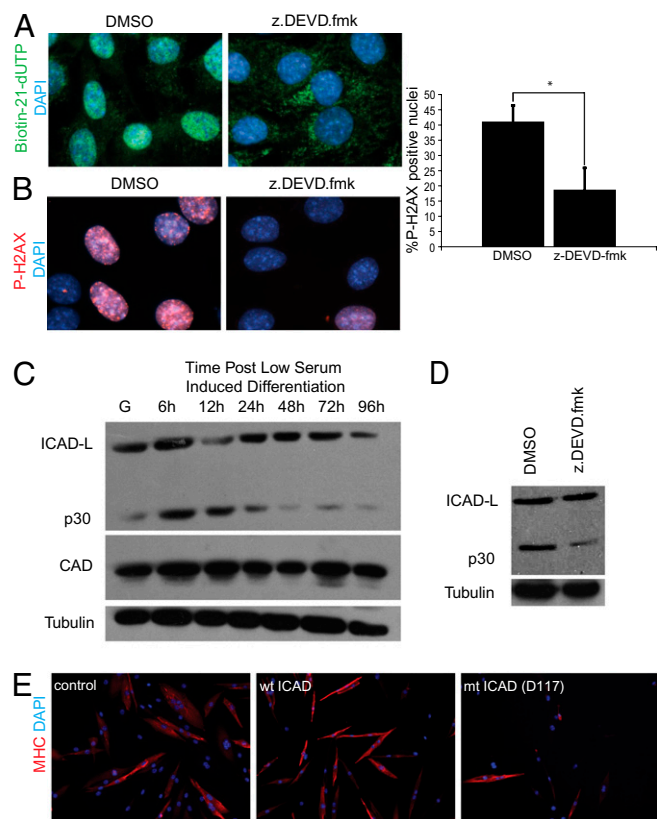 A
DMSO
z.DEVD.fmk
Biotin-21-dUTP
DAPI
B
DMSO
z.DEVD.fmk
P-H2AX
DAPI
%P-H2AX positive nuclei
50
45
40
35
30
25
20
15
10
5
0
*
DMSO
z-DEVD-fmk
C
Time Post Low Serum
Induced Differentiation
G 6h 12h 24h 48h 72h 96h
ICAD-L
p30
CAD
Tubulin
D
DMSO
z.DEVD.fmk
ICAD-L
p30
Tubulin
E
MHC DAPI
control
wt ICAD
mt ICAD (D117)